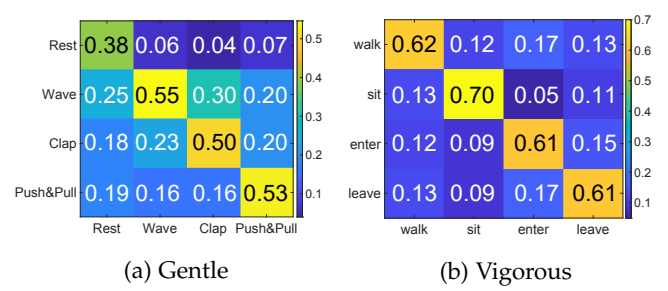 Rest 0.38 0.06 0.04 0.07 0.5
Wave 0.25 0.55 0.30 0.20 0.4
Clap 0.18 0.23 0.50 0.20 0.3 0.2
Push&Pull 0.19 0.16 0.16 0.53 0.1
Rest Wave Clap Push&Pull
(a) Gentle
walk 0.62 0.12 0.17 0.13 0.7 0.6
sit 0.13 0.70 0.05 0.11 0.5 0.4
enter 0.12 0.09 0.61 0.15 0.3
leave 0.13 0.09 0.17 0.61 0.2 0.1
walk sit enter leave
(b) Vigorous